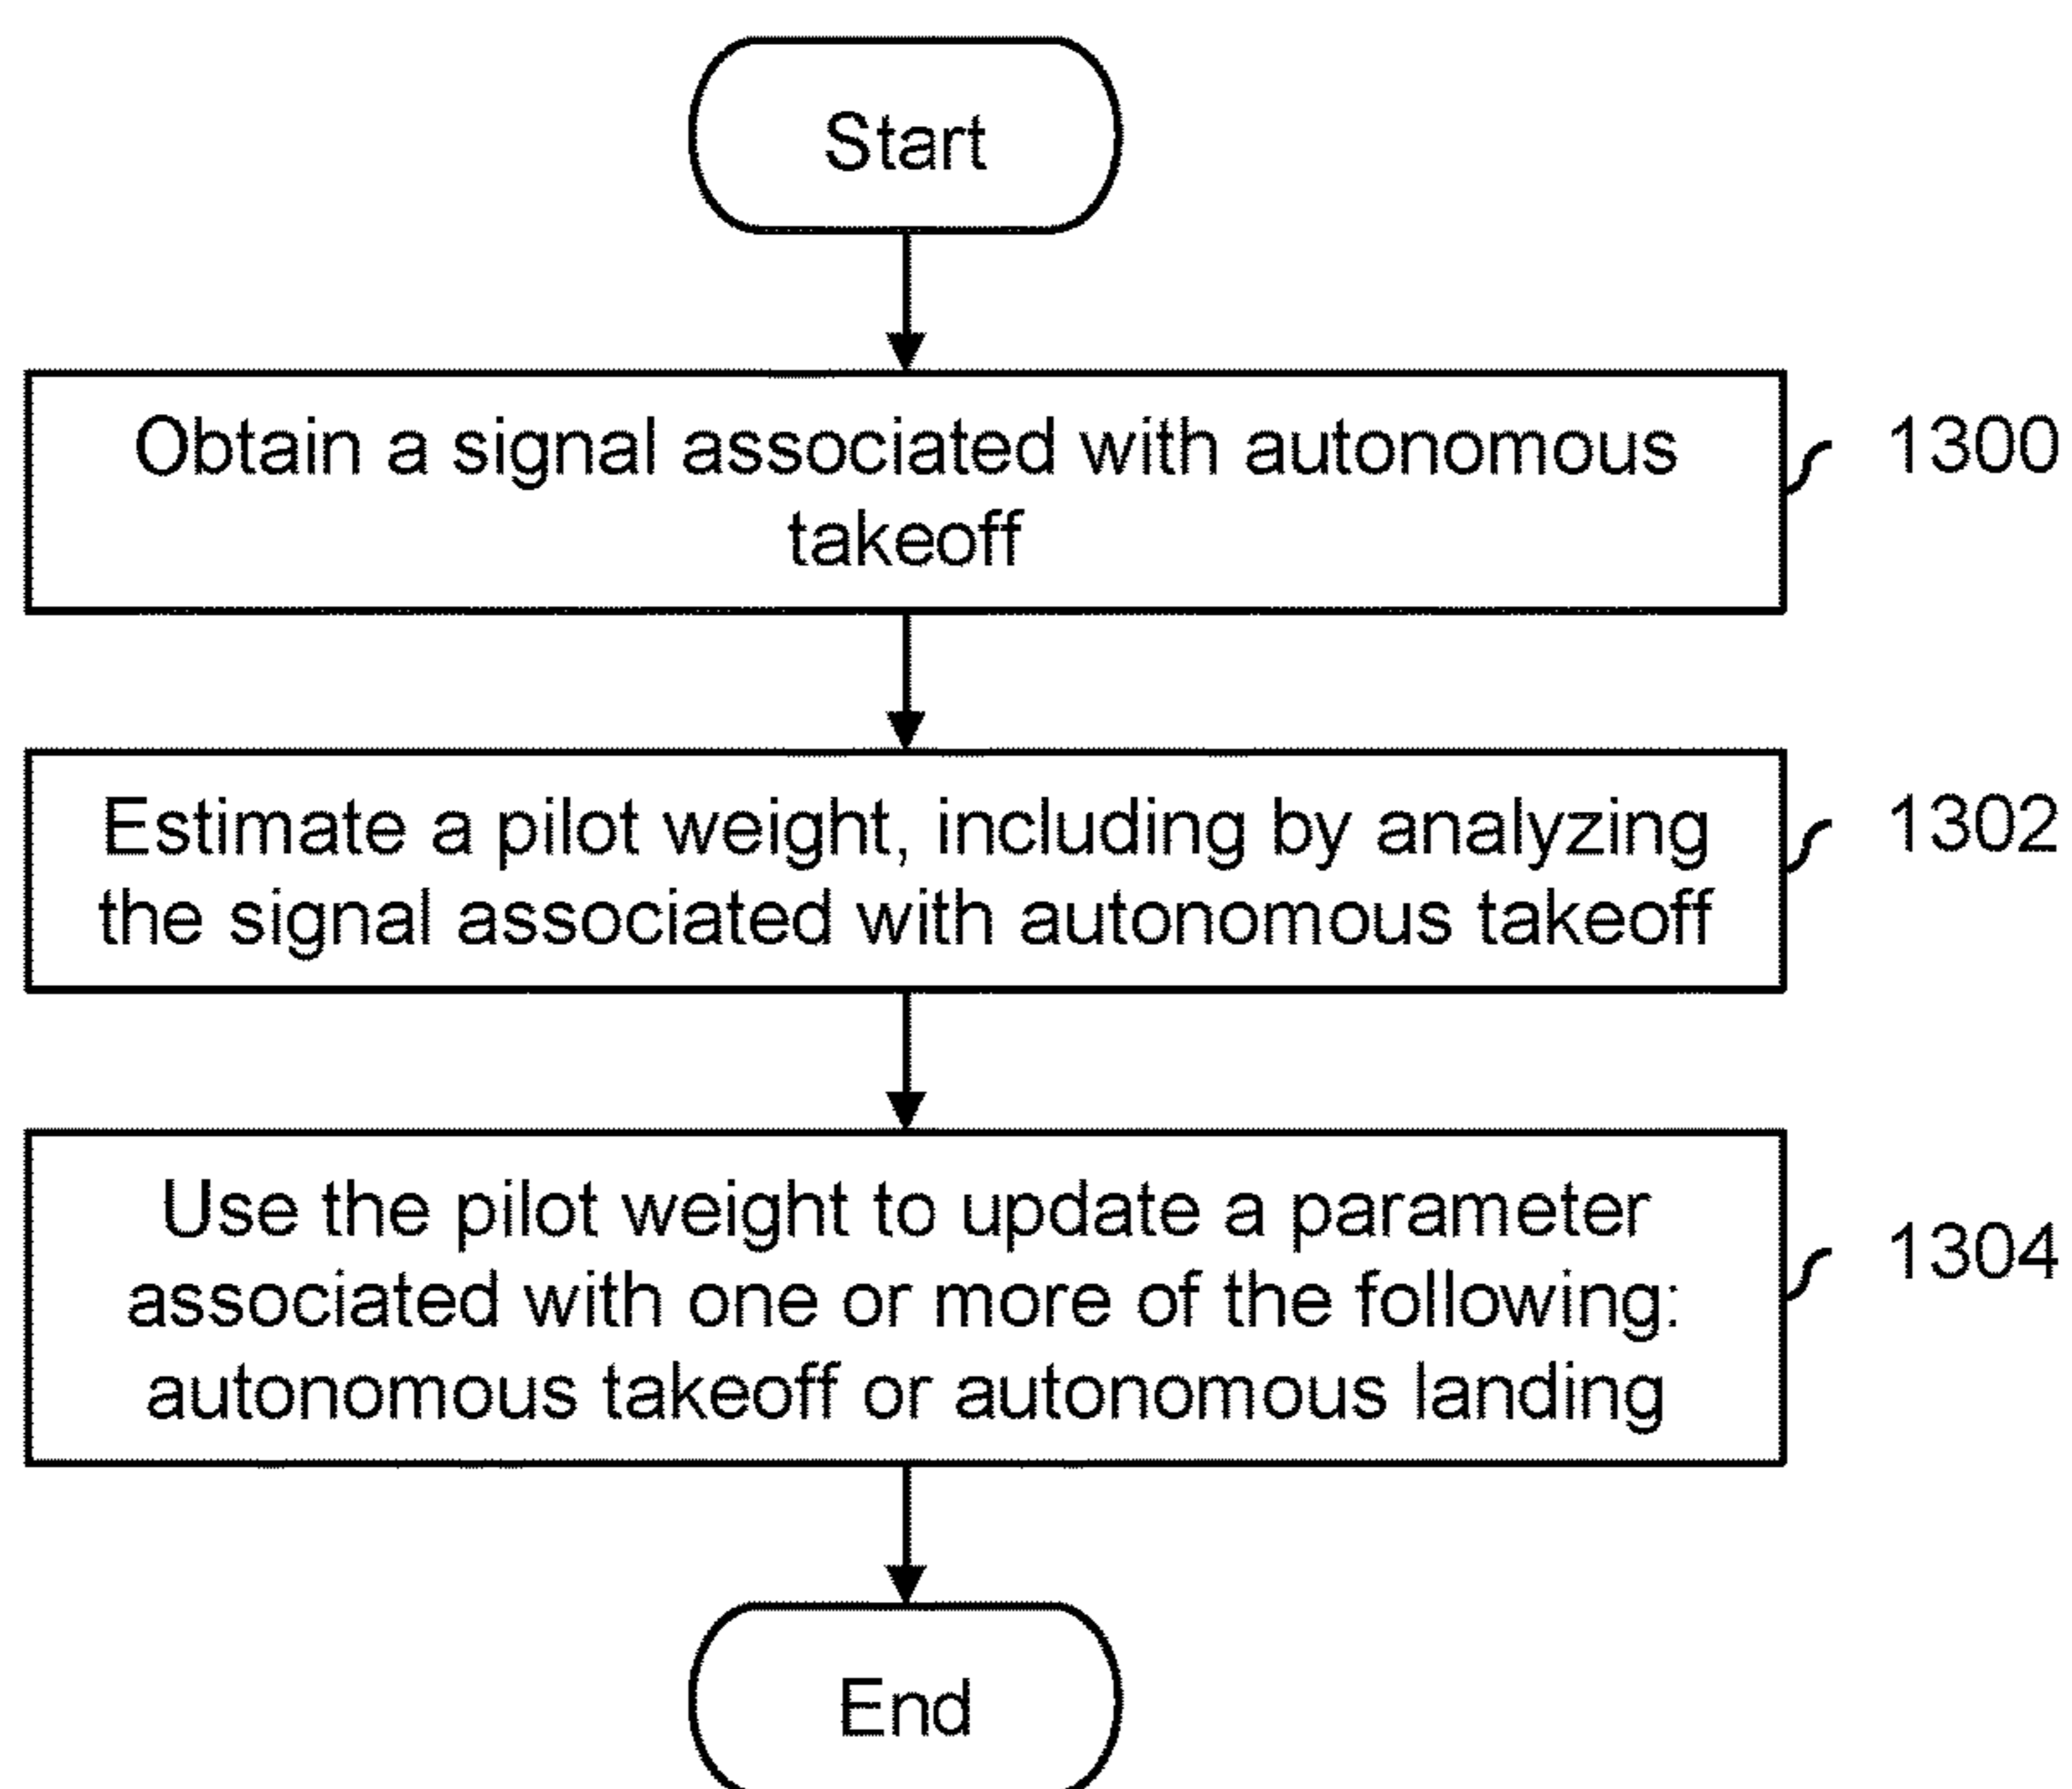 Start
Obtain a signal associated with autonomous
takeoff
1300
Estimate a pilot weight, including by analyzing
the signal associated with autonomous takeoff
1302
Use the pilot weight to update a parameter
associated with one or more of the following:
autonomous takeoff or autonomous landing
1304
End